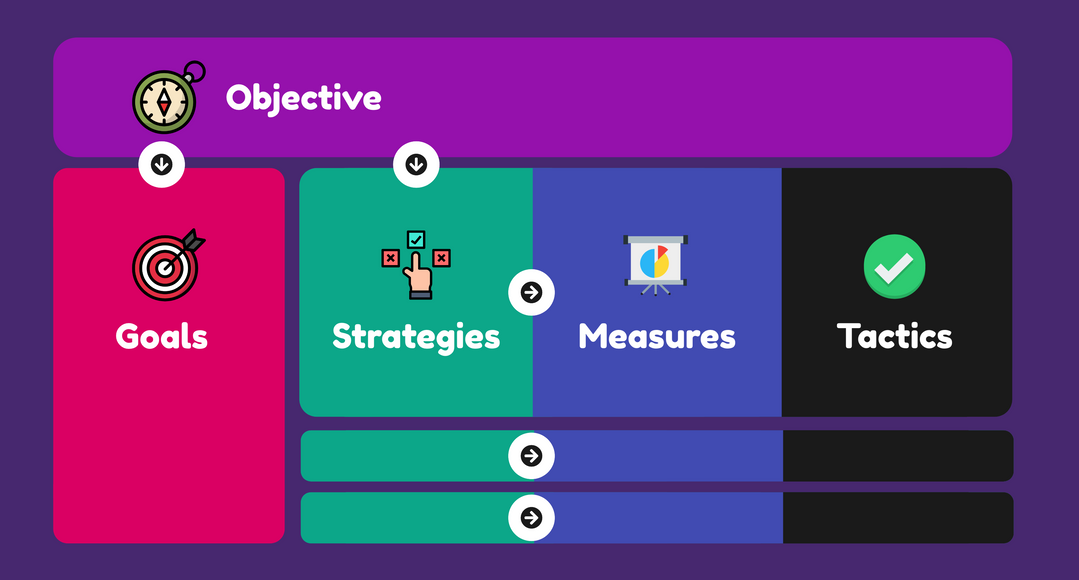 Objective
Goals
Strategies
Measures
Tactics